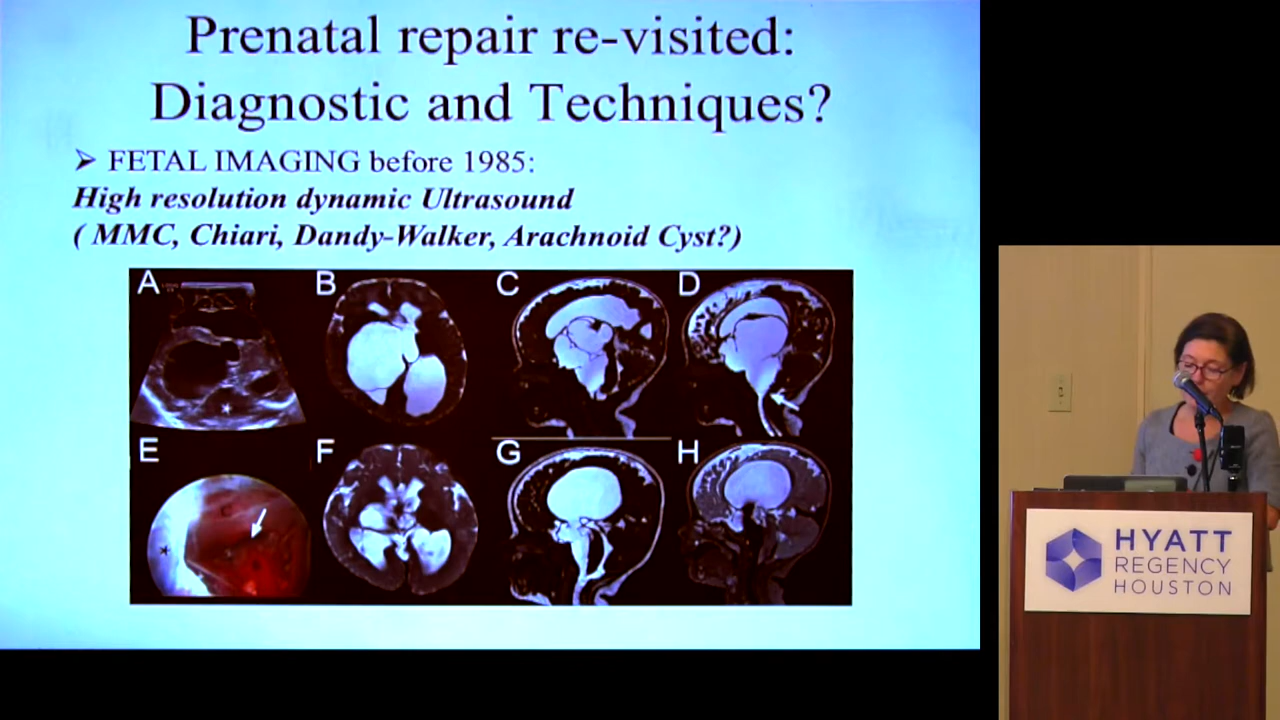 Prenatal repair re-visited:
Diagnostic and Techniques?
➢ FETAL IMAGING before 1985:
High resolution dynamic Ultrasound
( MMC, Chiari, Dandy-Walker, Arachnoid Cyst?)
A B C D
E F G H
C
HYATT
REGENCY
HOUSTON